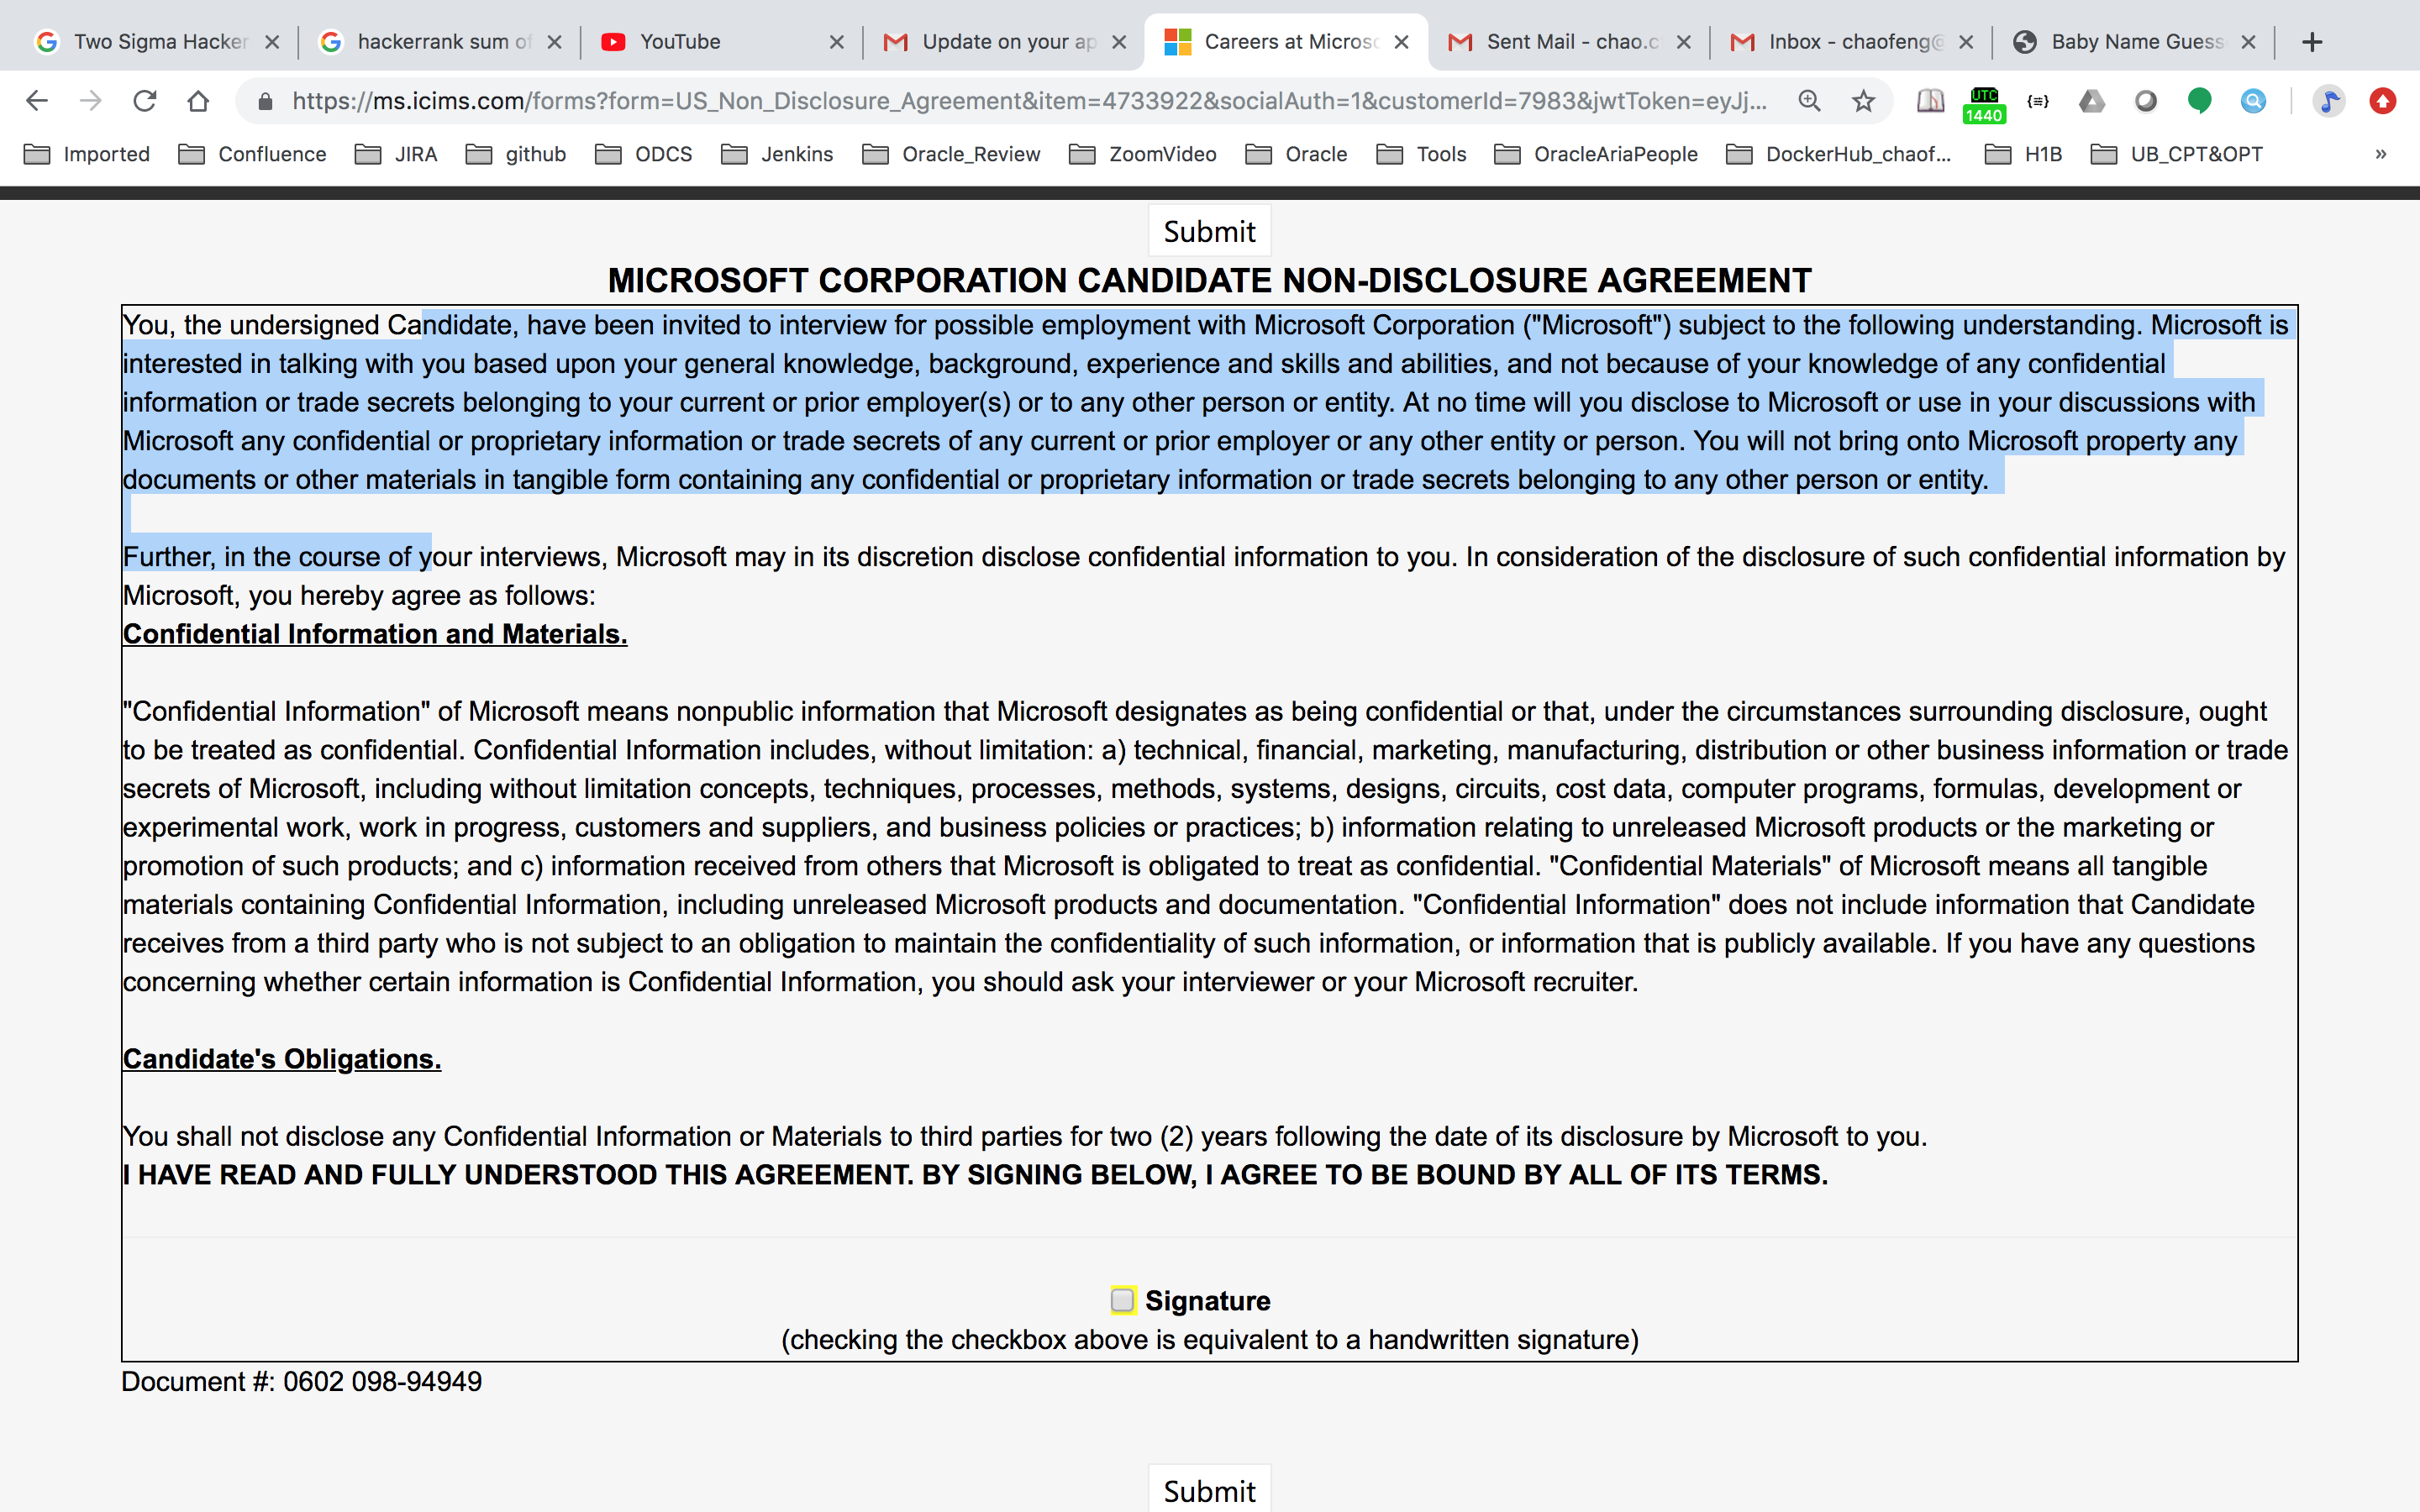 Two Sigma Hacker
hackerrank sum of
YouTube
Update on your ap
Careers at Microsc
Sent Mail - chao.c
Inbox - chaofeng@
Baby Name Guess
https://ms.icims.com/forms?form=US_Non_Disclosure_Agreement&item=4733922&socialAuth=1&customerId=7983&jwtToken=eyJj...
UTC
1440
Imported
Confluence
JIRA
github
ODCS
Jenkins
Oracle_Review
ZoomVideo
Oracle
Tools
OracleAriaPeople
DockerHub_chaof...
H1B
UB_CPT&OPT
»
Submit
MICROSOFT CORPORATION CANDIDATE NON-DISCLOSURE AGREEMENT
You, the undersigned Candidate, have been invited to interview for possible employment with Microsoft Corporation ("Microsoft") subject to the following understanding. Microsoft is
interested in talking with you based upon your general knowledge, background, experience and skills and abilities, and not because of your knowledge of any confidential
information or trade secrets belonging to your current or prior employer(s) or to any other person or entity. At no time will you disclose to Microsoft or use in your discussions with
Microsoft any confidential or proprietary information or trade secrets of any current or prior employer or any other entity or person. You will not bring onto Microsoft property any
documents or other materials in tangible form containing any confidential or proprietary information or trade secrets belonging to any other person or entity.
Further, in the course of your interviews, Microsoft may in its discretion disclose confidential information to you. In consideration of the disclosure of such confidential information by
Microsoft, you hereby agree as follows:
Confidential Information and Materials.
"Confidential Information" of Microsoft means nonpublic information that Microsoft designates as being confidential or that, under the circumstances surrounding disclosure, ought
to be treated as confidential. Confidential Information includes, without limitation: a) technical, financial, marketing, manufacturing, distribution or other business information or trade
secrets of Microsoft, including without limitation concepts, techniques, processes, methods, systems, designs, circuits, cost data, computer programs, formulas, development or
experimental work, work in progress, customers and suppliers, and business policies or practices; b) information relating to unreleased Microsoft products or the marketing or
promotion of such products; and c) information received from others that Microsoft is obligated to treat as confidential. "Confidential Materials" of Microsoft means all tangible
materials containing Confidential Information, including unreleased Microsoft products and documentation. "Confidential Information" does not include information that Candidate
receives from a third party who is not subject to an obligation to maintain the confidentiality of such information, or information that is publicly available. If you have any questions
concerning whether certain information is Confidential Information, you should ask your interviewer or your Microsoft recruiter.
Candidate's Obligations.
You shall not disclose any Confidential Information or Materials to third parties for two (2) years following the date of its disclosure by Microsoft to you.
I HAVE READ AND FULLY UNDERSTOOD THIS AGREEMENT. BY SIGNING BELOW, I AGREE TO BE BOUND BY ALL OF ITS TERMS.
Signature
(checking the checkbox above is equivalent to a handwritten signature)
Document #: 0602 098-94949
Submit